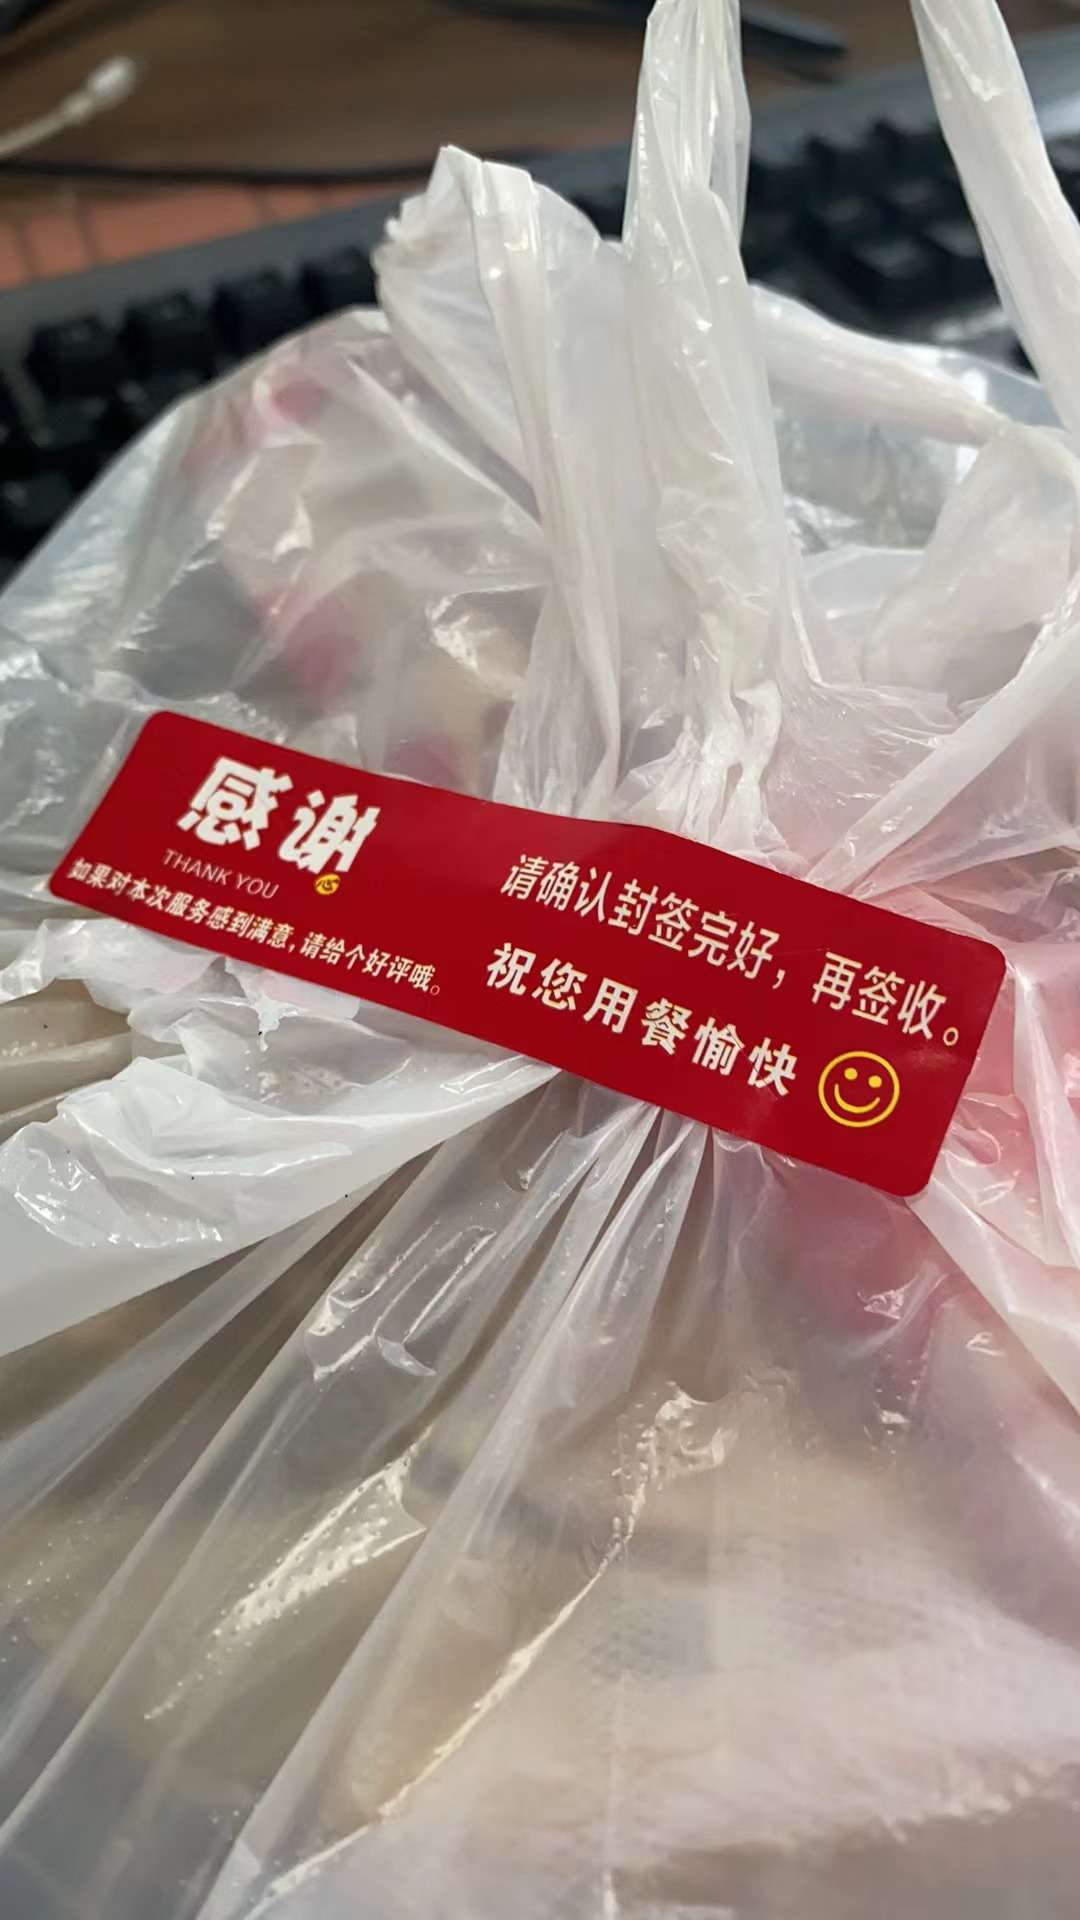 感谢
THANK YOU
如果对本次服务感到满意，请给个好评哦。
请确认封签完好，再签收。
祝您用餐愉快